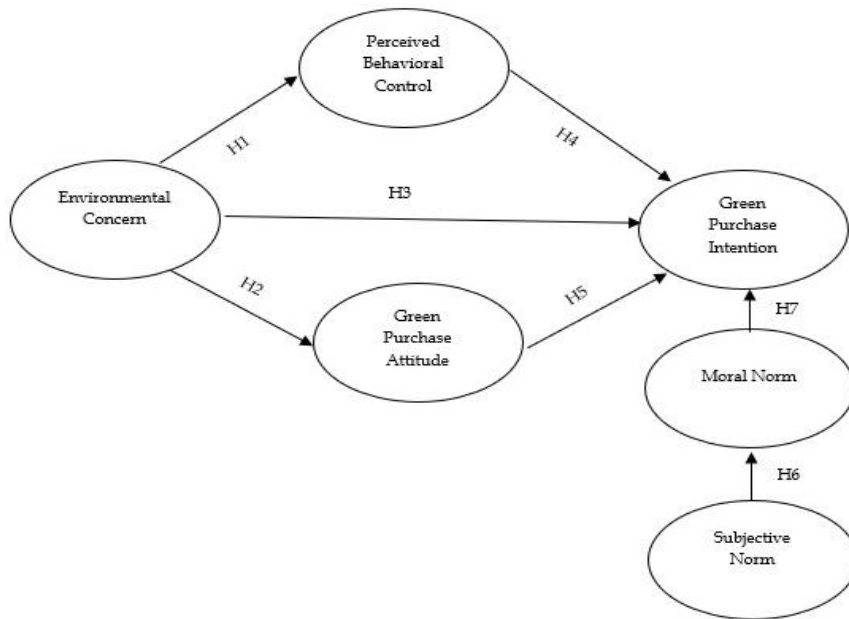 Perceived
Behavioral
Control
H1
H4
Environmental
Concern
H3
Green
Purchase
Intention
H2
Green
Purchase
Attitude
H5
H7
Moral Norm
H6
Subjective
Norm